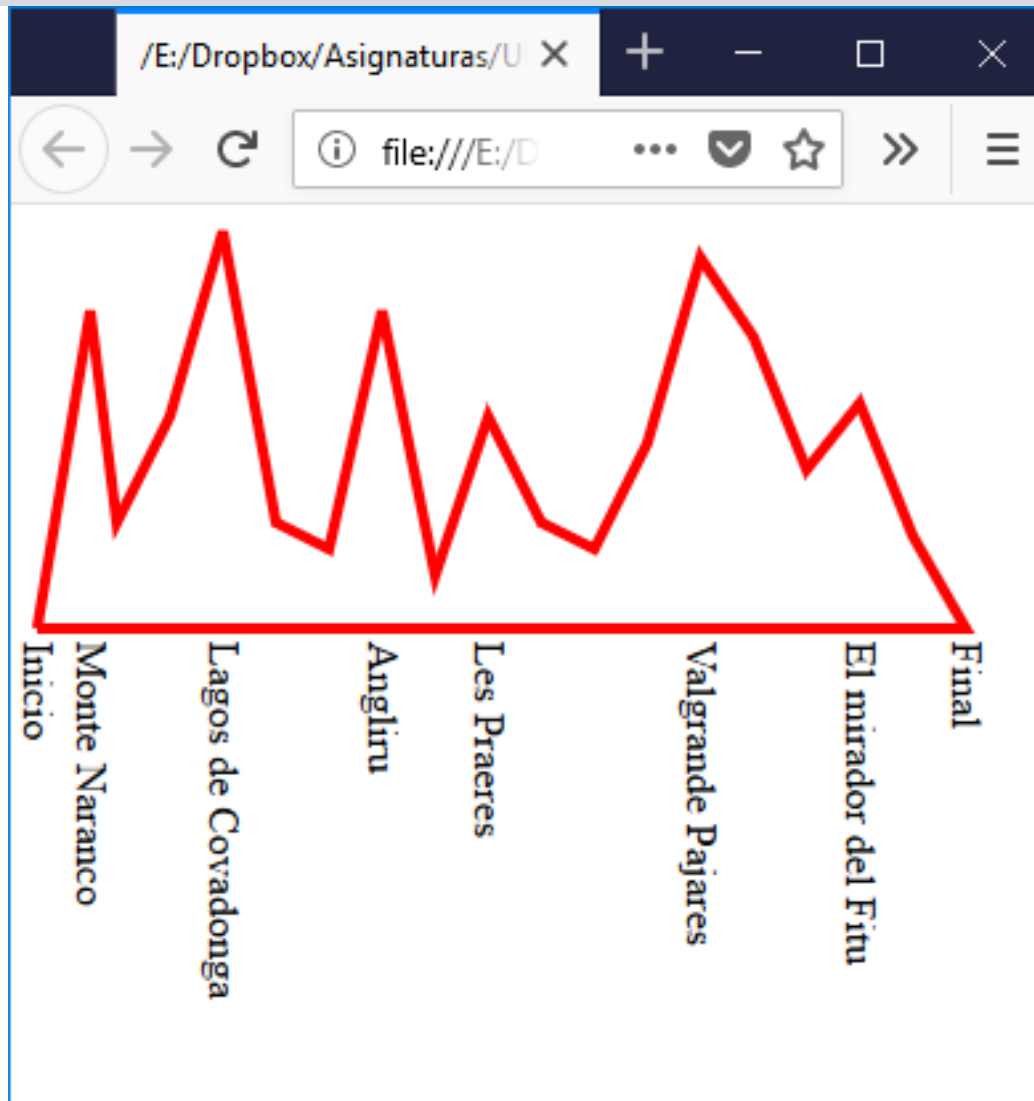 /E:/Dropbox/Asignaturas/U
file:///E:/D
Inicio
Monte Naranco
Lagos de Covadonga
Angliru
Les Praeres
Valgrande Pajares
El mirador del Fitu
Final